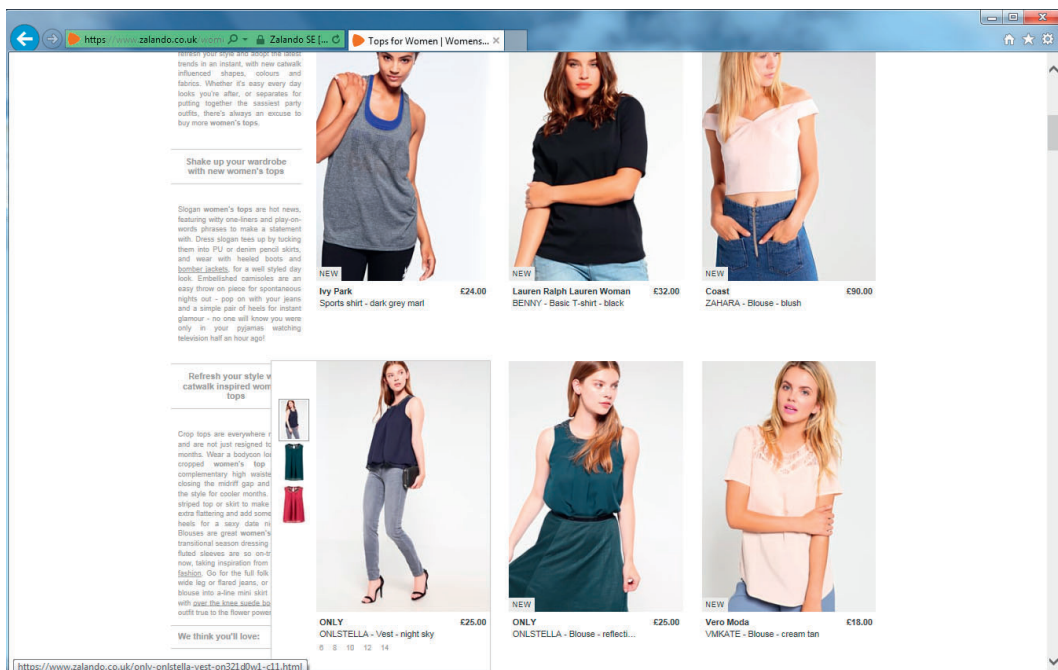 https://www.zalando.co.uk/wom
Zalando SE [...
Tops for Women | Womens...
refresh your style and adopt the latest
trends in an instant, with new catwalk
influenced shapes, colours and
fabrics. Whether it's easy every day
looks you're after, or separates for
putting together the sassiest party
outfits, there's always an excuse to
buy more women's tops.
Shake up your wardrobe
with new women's tops
Slogan women's tops are hot news,
featuring witty one-liners and play-on-
words phrases to make a statement
with. Dress slogan tees up by tucking
them into PU or denim pencil skirts,
and wear with heeled boots and
bomber jackets, for a well styled day
look. Embellished camisoles are an
easy throw on piece for spontaneous
nights out - pop on with your jeans
and a simple pair of heels for instant
glamour - no one will know you were
only in your pyjamas watching
television half an hour ago!
Refresh your style w
catwalk inspired wom
tops
Crop tops are everywhere
and are not just resigned to
months. Wear a bodycon
cropped women's top
complementary high waiste
closing the midriff gap and
the style for cooler months.
striped top or skirt to make
extra flattering and add some
heels for a sexy date ni
Blouses are great women's
transitional season dressing
fluted sleeves are so on-tr
now, taking inspiration from
fashion. Go for the full folk
wide leg or flared jeans, or
blouse into a-line mini skirt
with over the knee suede bo
outfit true to the flower power
We think you'll love:
NEW
Ivy Park £24.00
Sports shirt - dark grey marl
NEW
Lauren Ralph Lauren Woman £32.00
BENNY - Basic T-shirt - black
NEW
Coast £90.00
ZAHARA - Blouse - blush
ONLY £25.00
ONLSTELLA - Vest - night sky
6 8 10 12 14
NEW
ONLY £25.00
ONLSTELLA - Blouse - reflecti...
NEW
Vero Moda £18.00
VMKATE - Blouse - cream tan
https://www.zalando.co.uk/only-onlstella-vest-on321d0w1-c11.html